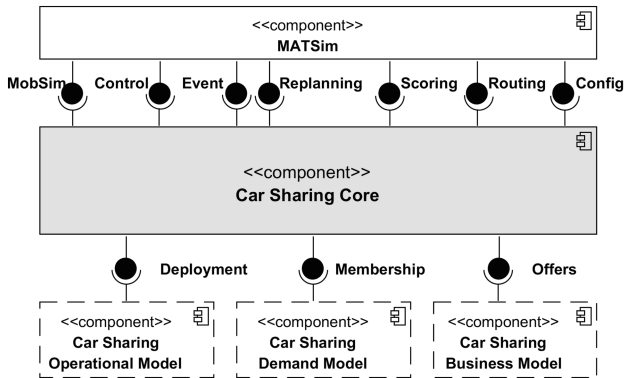 <<component>>
MATSim
MobSim Control Event Replanning Scoring Routing Config
<<component>>
Car Sharing Core
Deployment Membership Offers
<<component>>
Car Sharing
Operational Model
<<component>>
Car Sharing
Demand Model
<<component>>
Car Sharing
Business Model